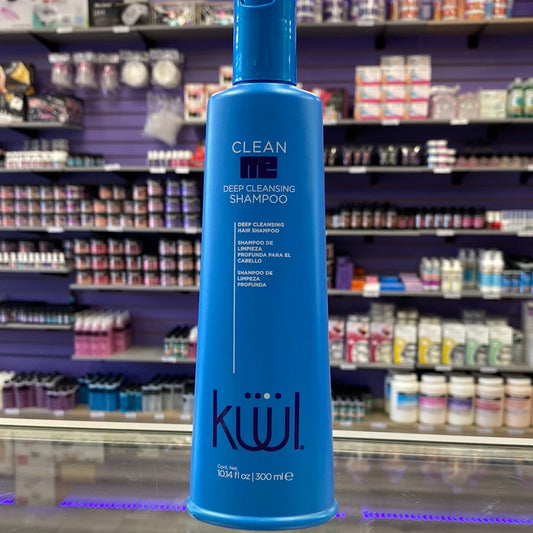 CLEAN
me
DEEP CLEANSING
SHAMPOO
DEEP CLEANSING
HAIR SHAMPOO
SHAMPOO DE
LIMPIEZA
PROFUNDA PARA EL
CABELLO
SHAMPOO DE
LIMPEZA
PROFUNDA
küül.
Cont. Net.
10.14 fl oz | 300 ml ℮